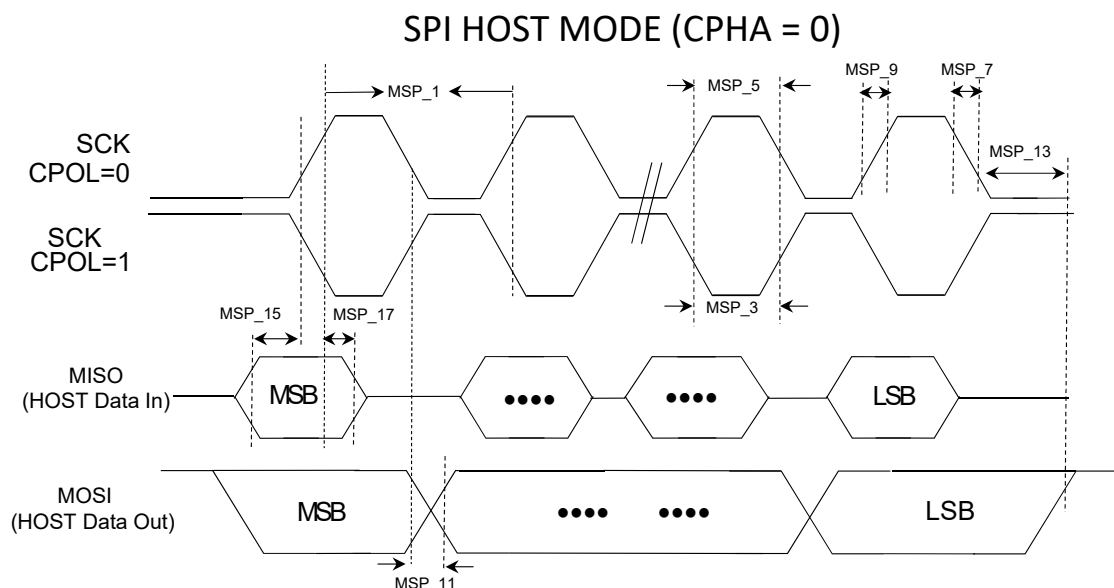 SPI HOST MODE (CPHA = 0)
MSP_1
MSP_5
MSP_9
MSP_7
SCK
CPOL=0
MSP_13
SCK
CPOL=1
MSP_15
MSP_17
MSP_3
MISO
(HOST Data In)
MSB
••••
••••
LSB
MOSI
(HOST Data Out)
MSB
••••
••••
LSB
MSP_11